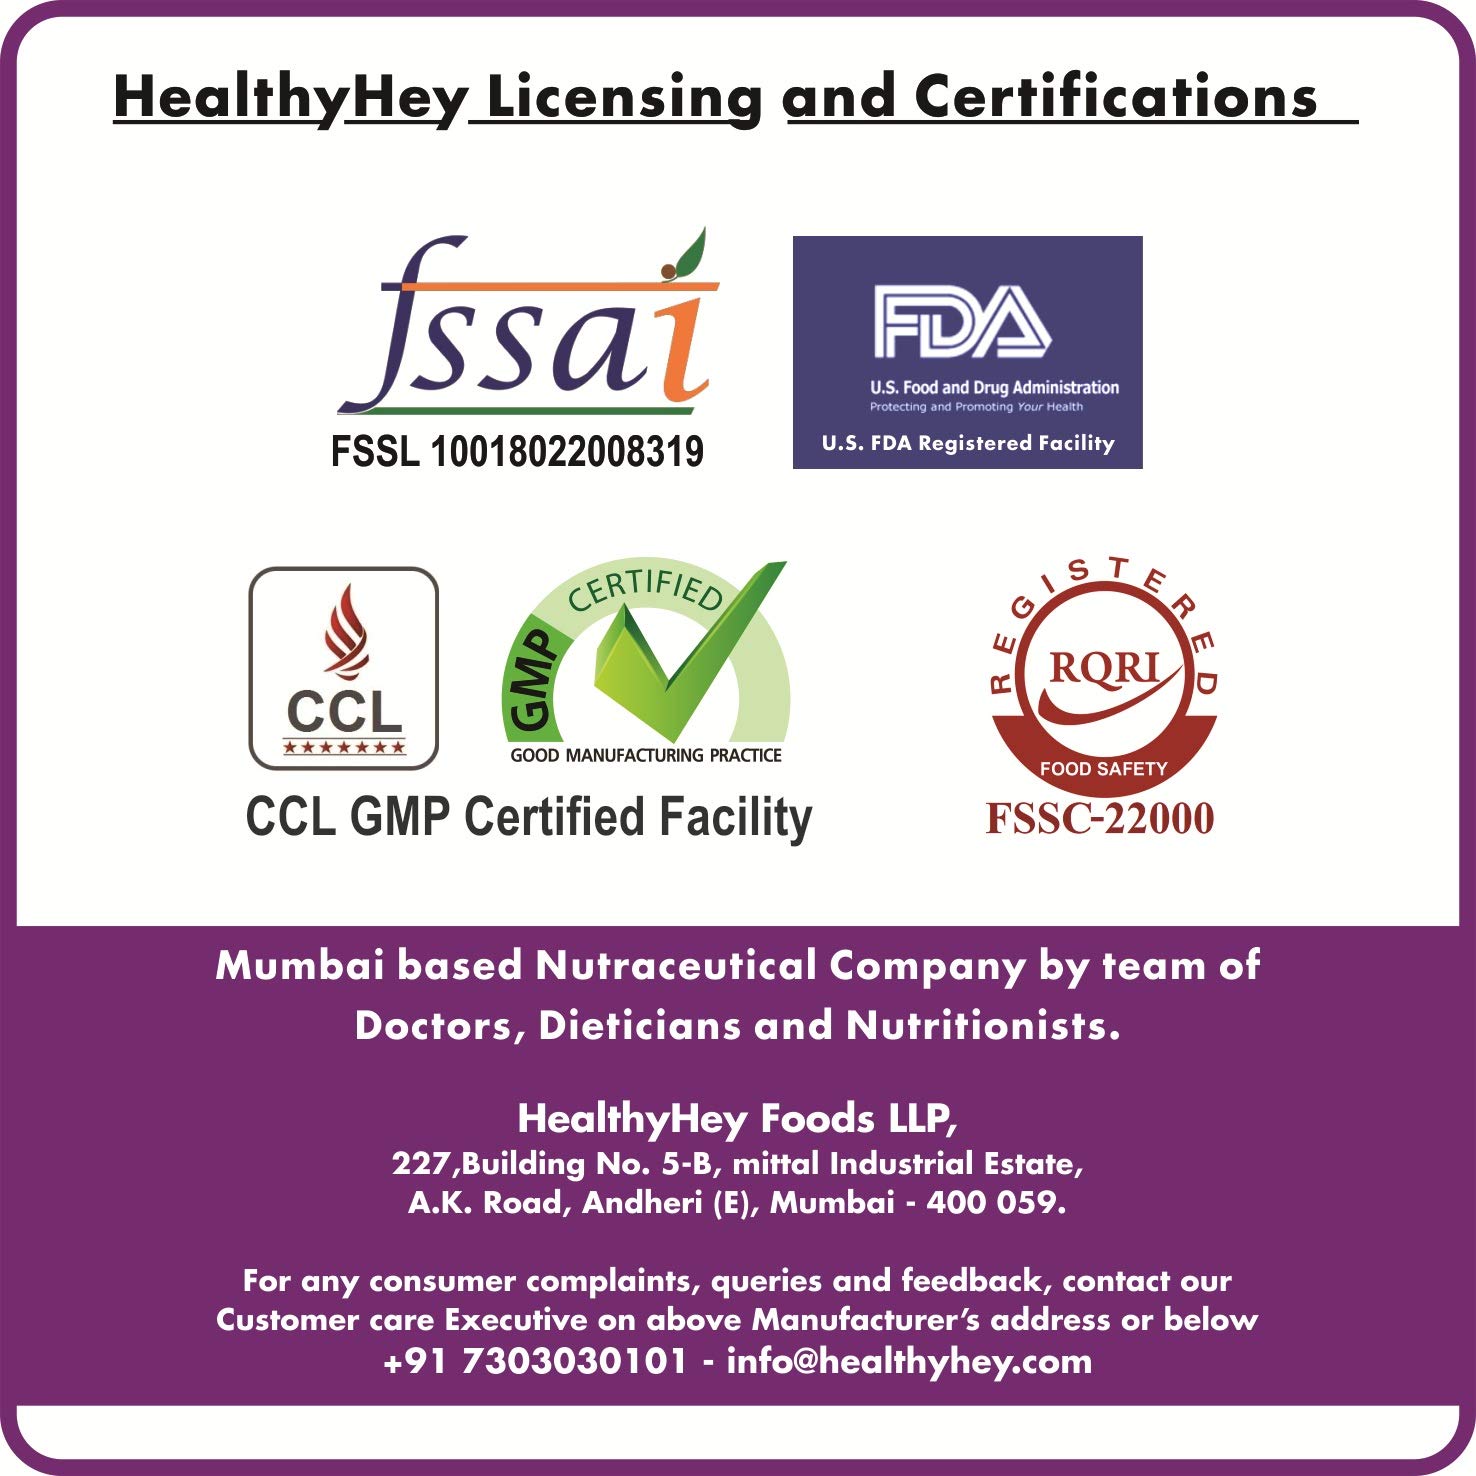 HealthyHey Licensing and Certifications
fssai
FSSL 10018022008319
FDA
U.S. Food and Drug Administration
Protecting and Promoting Your Health
U.S. FDA Registered Facility
CCL
GMP CERTIFIED
GOOD MANUFACTURING PRACTICE
CCL GMP Certified Facility
REGISTERED
RQRI
FOOD SAFETY
FSSC-22000
Mumbai based Nutraceutical Company by team of
Doctors, Dieticians and Nutritionists.
HealthyHey Foods LLP,
227,Building No. 5-B, mittal Industrial Estate,
A.K. Road, Andheri (E), Mumbai - 400 059.
For any consumer complaints, queries and feedback, contact our
Customer care Executive on above Manufacturer's address or below
+91 7303030101 - info@healthyhey.com